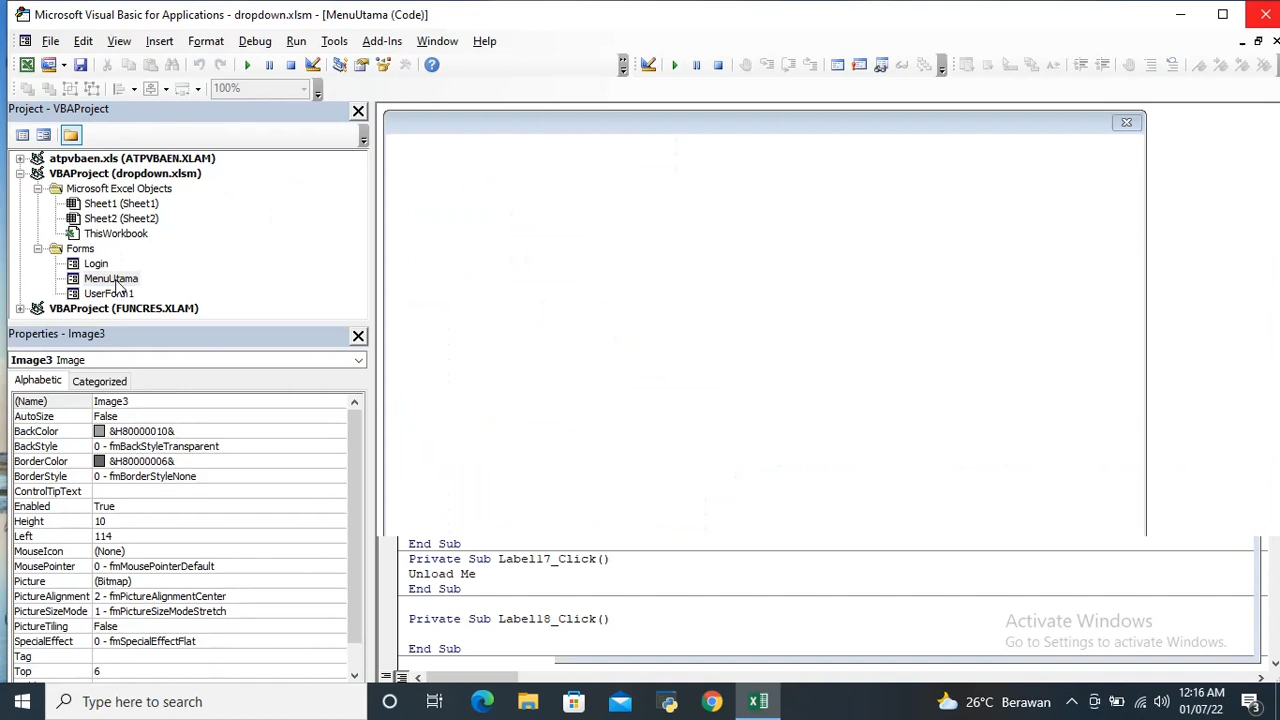 Microsoft Visual Basic for Applications - dropdown.xlsm - [MenuUtama (Code)]
File Edit View Insert Format Debug Run Tools Add-Ins Window Help
100%
Project - VBAProject
atpvbaen.xls (ATPVBAEN.XLAM)
VBAProject (dropdown.xlsm)
Microsoft Excel Objects
Sheet1 (Sheet1)
Sheet2 (Sheet2)
ThisWorkbook
Forms
Login
MenuUtama
UserForm1
VBAProject (FUNCRES.XLAM)
Properties - Image3
Image3 Image
Alphabetic Categorized
(Name) Image3
AutoSize False
BackColor &H80000010&
BackStyle 0 - fmBackStyleTransparent
BorderColor &H80000006&
BorderStyle 0 - fmBorderStyleNone
ControlTipText
Enabled True
Height 10
Left 114
MouseIcon (None)
MousePointer 0 - fmMousePointerDefault
Picture (Bitmap)
PictureAlignment 2 - fmPictureAlignmentCenter
PictureSizeMode 1 - fmPictureSizeModeStretch
PictureTiling False
SpecialEffect 0 - fmSpecialEffectFlat
Tag
Top 6
End Sub
Private Sub Label17_Click()
Unload Me
End Sub
Private Sub Label18_Click()
End Sub
Activate Windows
Go to Settings to activate Windows.
Type here to search
26°C Berawan
12:16 AM
01/07/22
3